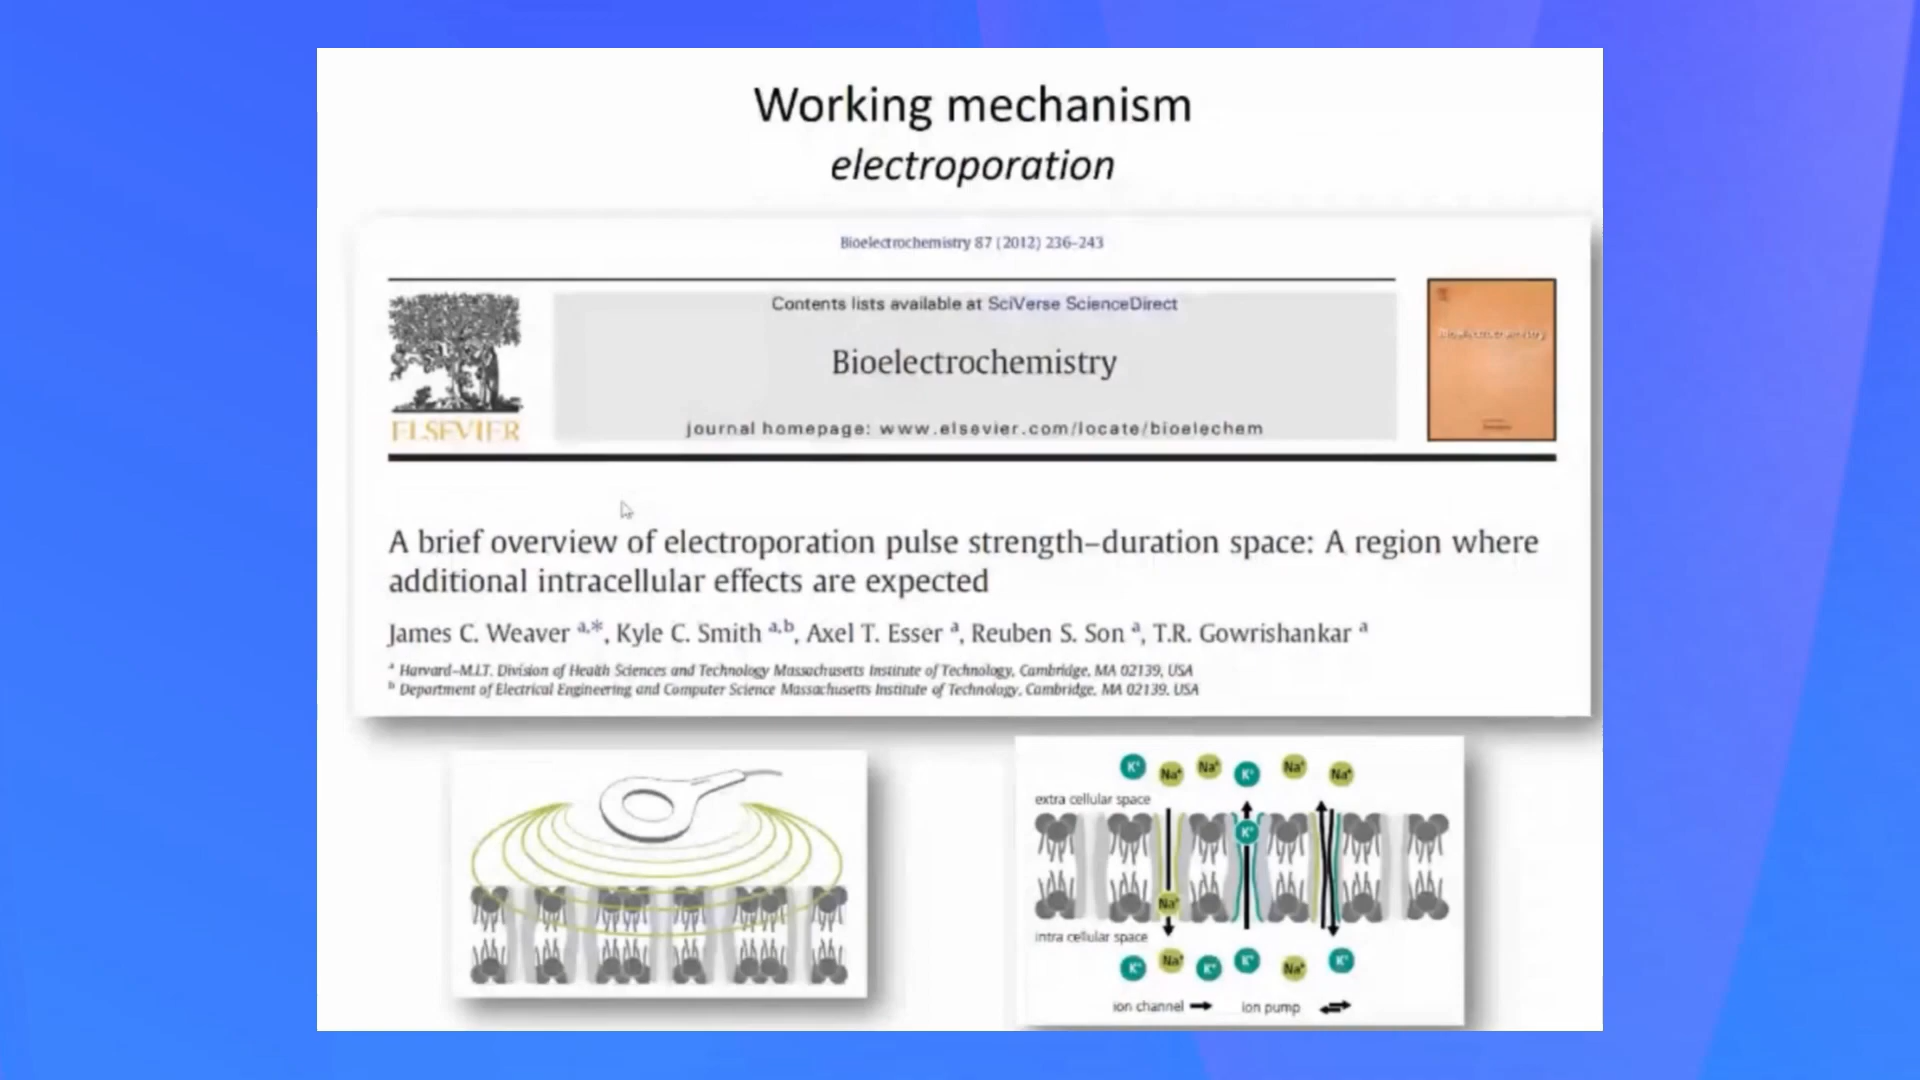 Working mechanism
electroporation
Bioelectrochemistry 87 (2012) 236–243
Contents lists available at SciVerse ScienceDirect
Bioelectrochemistry
journal homepage: www.elsevier.com/locate/bioelechem
ELSEVIER
A brief overview of electroporation pulse strength–duration space: A region where
additional intracellular effects are expected
James C. Weaver a,*, Kyle C. Smith a,b, Axel T. Esser a, Reuben S. Son a, T.R. Gowrishankar a
a Harvard–M.I.T. Division of Health Sciences and Technology Massachusetts Institute of Technology, Cambridge, MA 02139, USA
b Department of Electrical Engineering and Computer Science Massachusetts Institute of Technology, Cambridge, MA 02139, USA
K+ Na+ Na+ K+ Na+ Na+
extra cellular space
K+
Na+
intra cellular space
K+ Na+ K+ K+ Na+ K+
ion channel
Ion pump